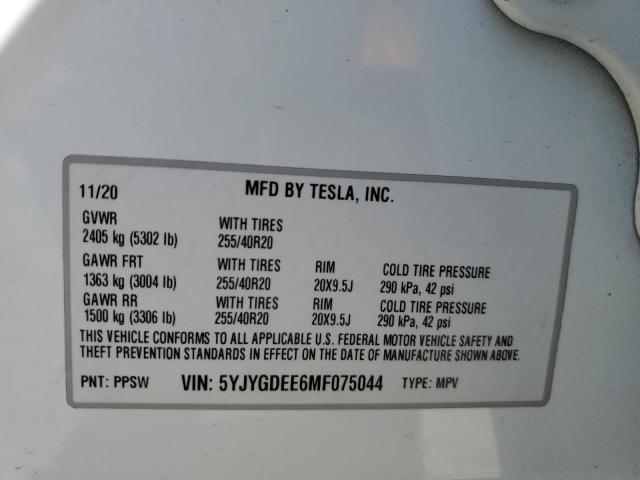 11/20 MFD BY TESLA, INC.
GVWR WITH TIRES
2405 kg (5302 lb) 255/40R20
GAWR FRT WITH TIRES RIM COLD TIRE PRESSURE
1363 kg (3004 lb) 255/40R20 20X9.5J 290 kPa, 42 psi
GAWR RR WITH TIRES RIM COLD TIRE PRESSURE
1500 kg (3306 lb) 255/40R20 20X9.5J 290 kPa, 42 psi
THIS VEHICLE CONFORMS TO ALL APPLICABLE U.S. FEDERAL MOTOR VEHICLE SAFETY AND
THEFT PREVENTION STANDARDS IN EFFECT ON THE DATE OF MANUFACTURE SHOWN ABOVE.
PNT: PPSW VIN: 5YJYGDEE6MF075044 TYPE: MPV